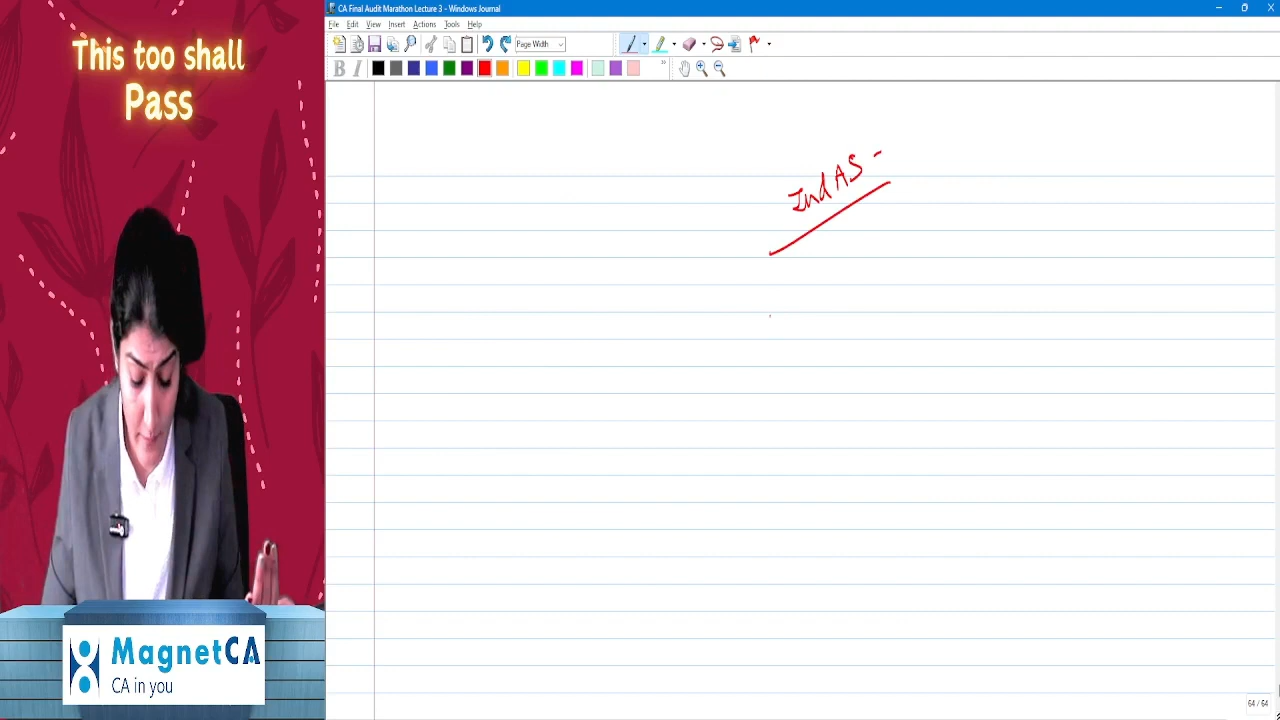 This too shall
Pass
CA Final Audit Marathon Lecture 3 - Windows Journal
File Edit View Insert Actions Tools Help
Page Width
B I
Ind AS -
MagnetCA
CA in you
64 / 64